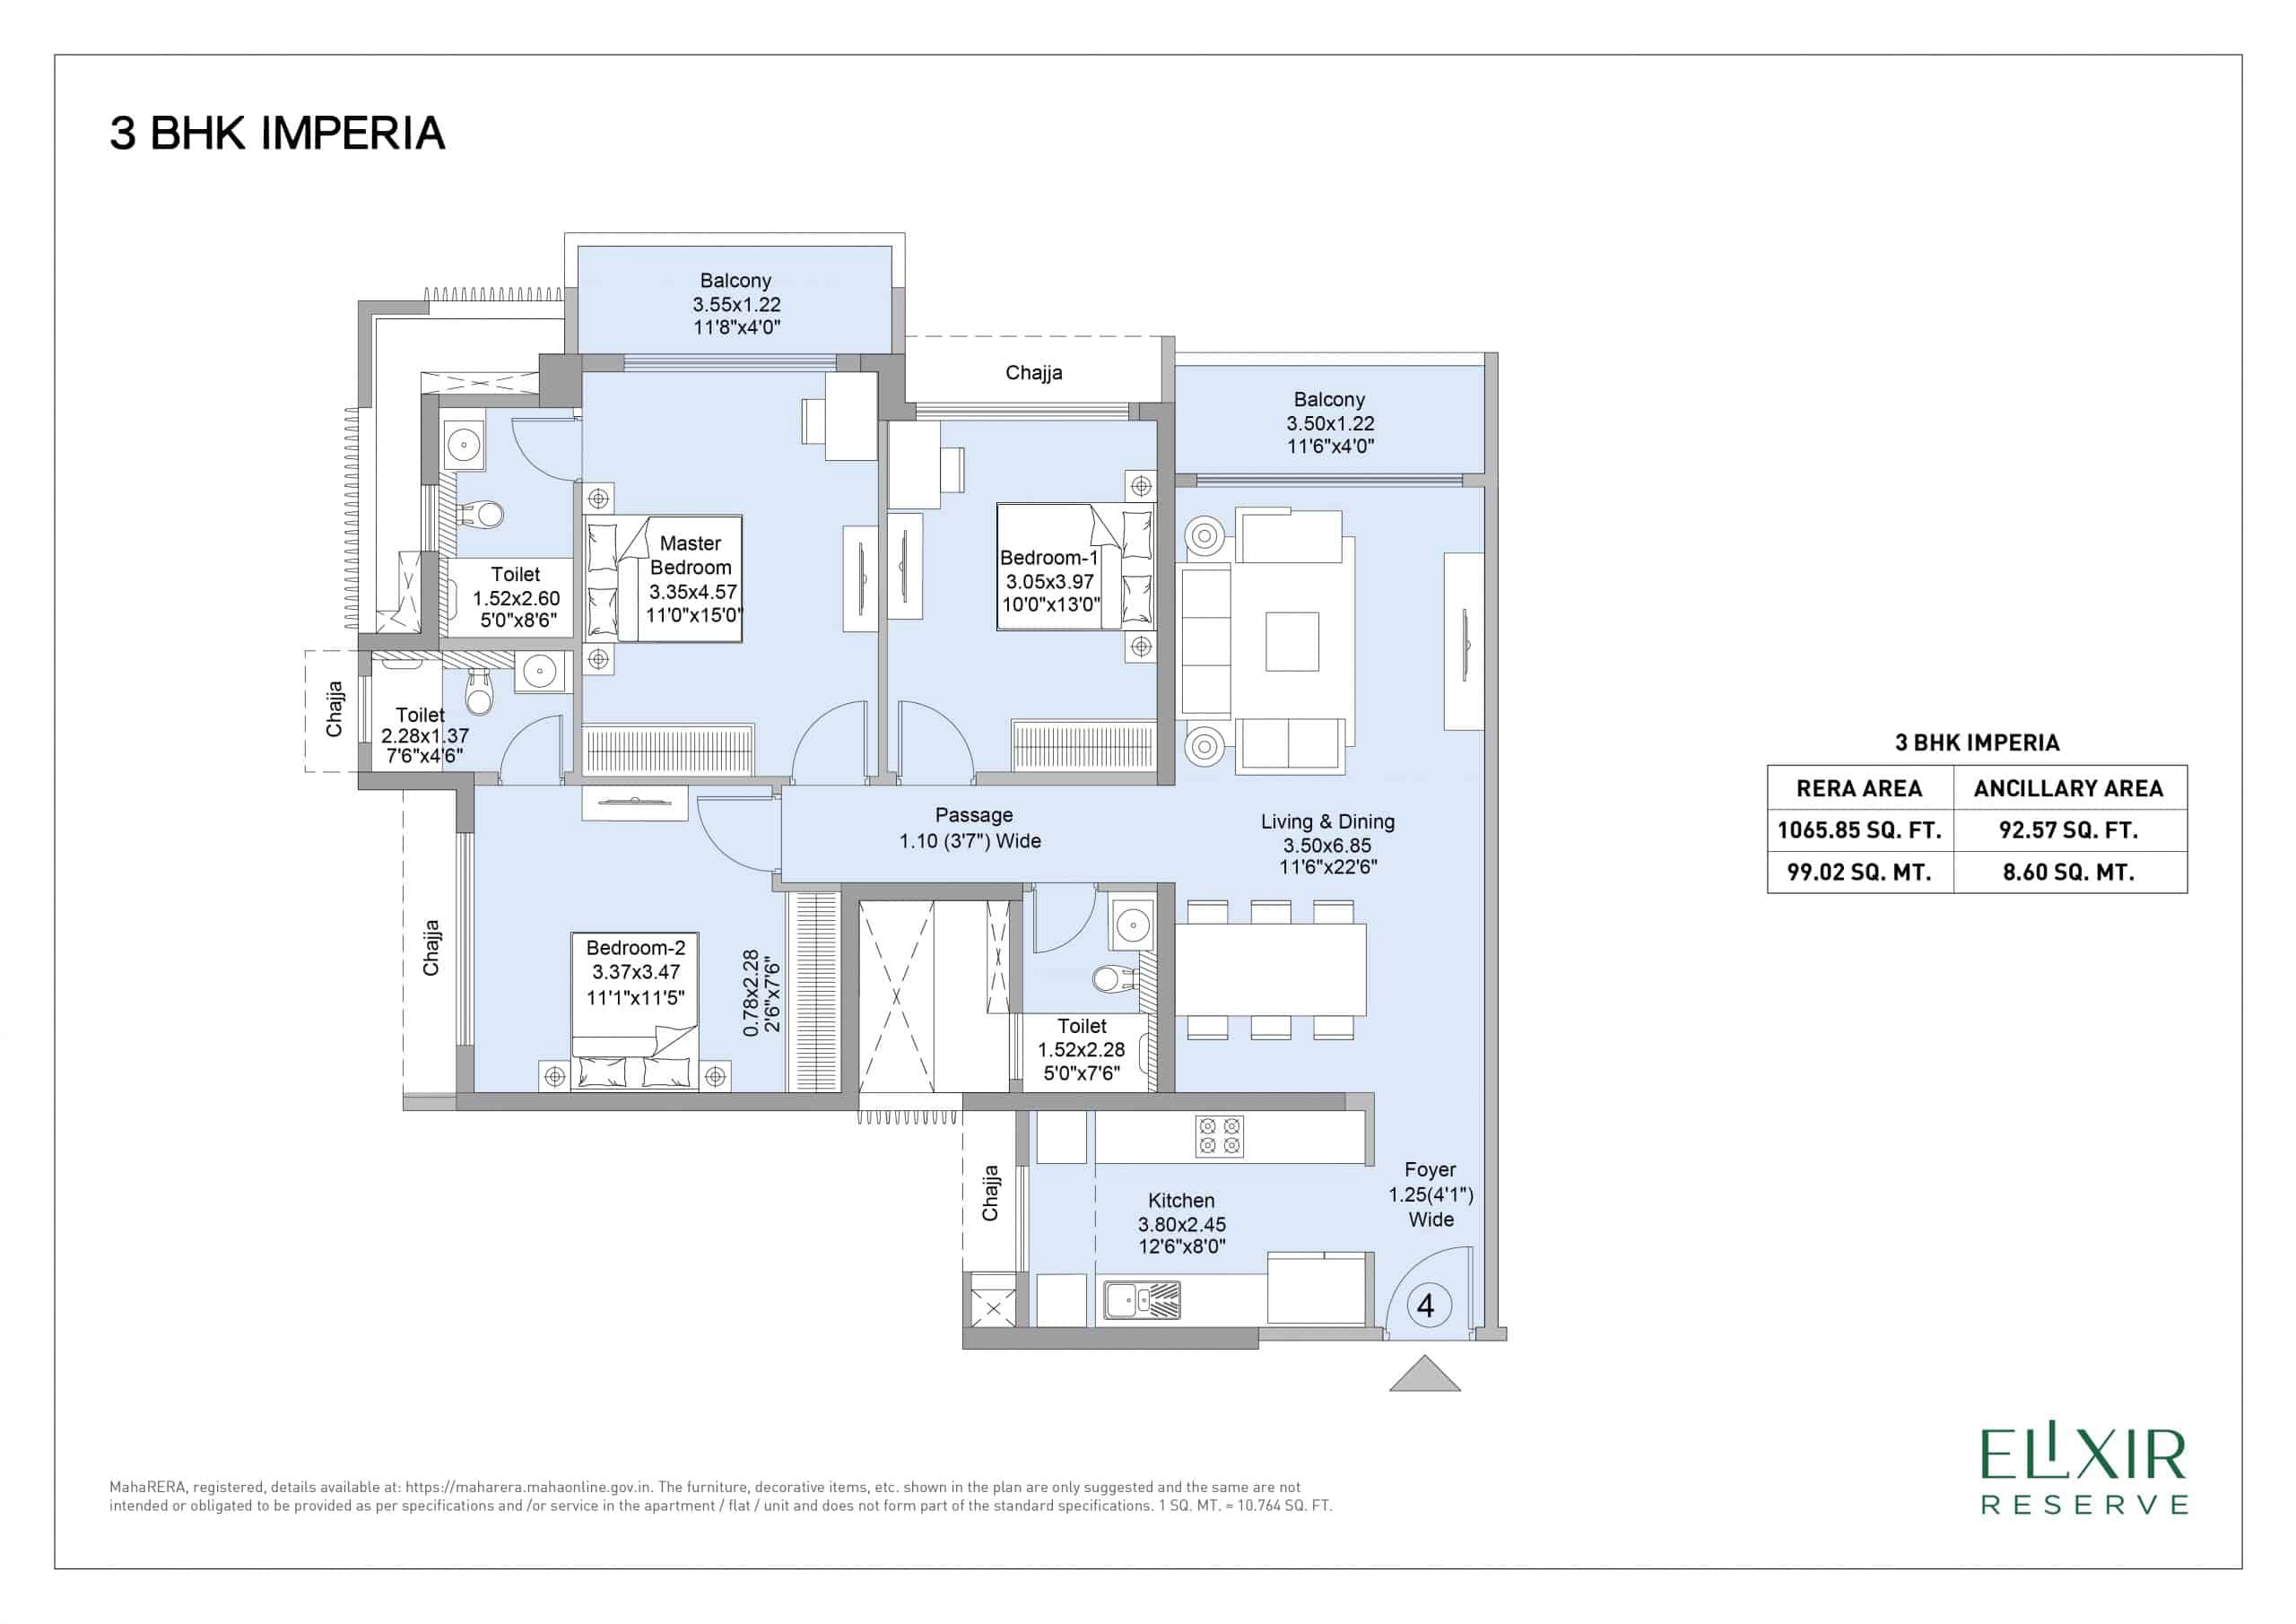 3 BHK IMPERIA
Balcony
3.55x1.22
11'8"x4'0"
Chajja
Balcony
3.50x1.22
11'6"x4'0"
Master
Bedroom
3.35x4.57
11'0"x15'0"
Bedroom-1
3.05x3.97
10'0"x13'0"
Toilet
1.52x2.60
5'0"x8'6"
Chajja
Toilet
2.28x1.37
7'6"x4'6"
Passage
1.10 (3'7") Wide
Living & Dining
3.50x6.85
11'6"x22'6"
Chajja
Bedroom-2
3.37x3.47
11'1"x11'5"
0.78x2.28
2'6"x7'6"
Toilet
1.52x2.28
5'0"x7'6"
Chajja
Kitchen
3.80x2.45
12'6"x8'0"
Foyer
1.25(4'1")
Wide
4
3 BHK IMPERIA
RERA AREA ANCILLARY AREA
1065.85 SQ. FT. 92.57 SQ. FT.
99.02 SQ. MT. 8.60 SQ. MT.
MahaRERA, registered, details available at: https://maharera.mahaonline.gov.in. The furniture, decorative items, etc. shown in the plan are only suggested and the same are not
intended or obligated to be provided as per specifications and /or service in the apartment / flat / unit and does not form part of the standard specifications. 1 SQ. MT. = 10.764 SQ. FT.
ELIXIR
RESERVE